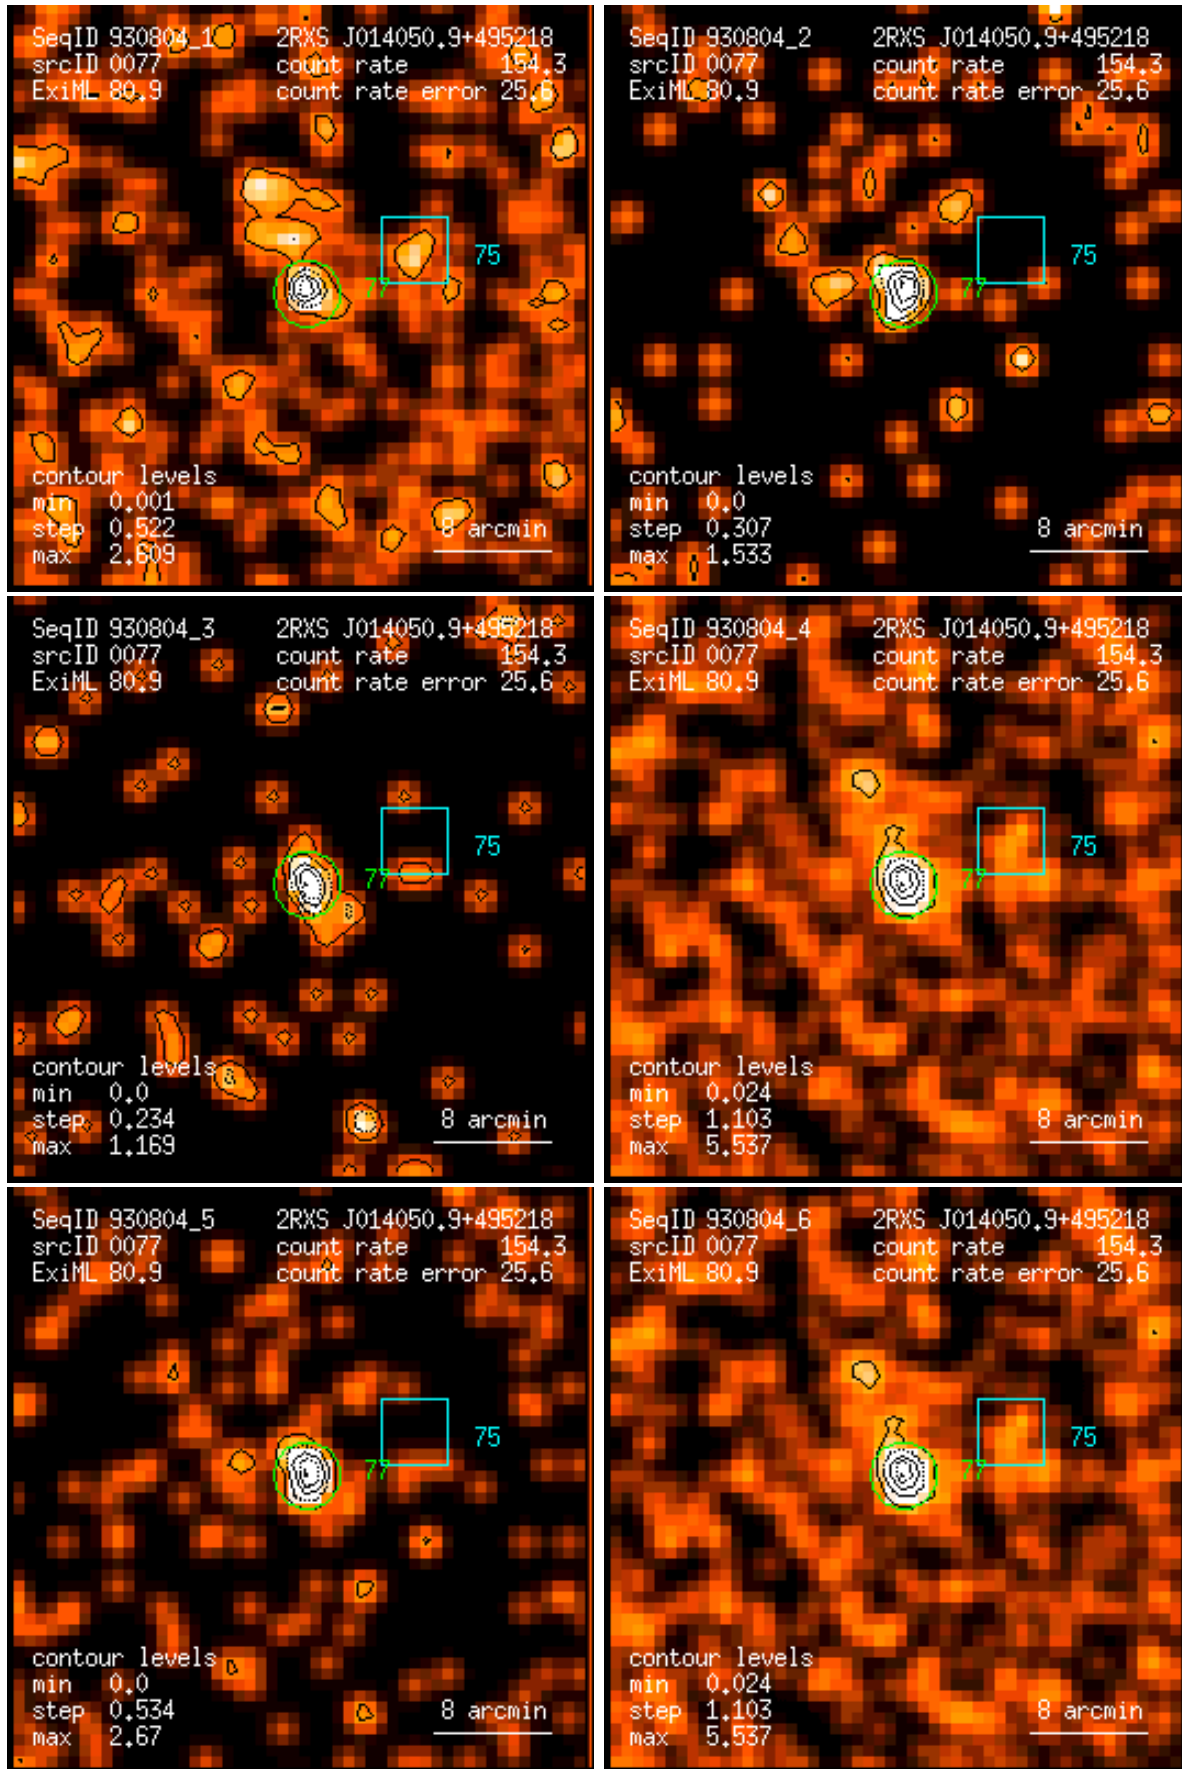 SeqID 930804_1 2RXS J014050.9+495218
srcID 0077 count rate 154.3
ExiML 80.9 count rate error 25.6
75
77
contour levels
min 0.001
step 0.522
max 2.609
8 arcmin
SeqID 930804_2 2RXS J014050.9+495218
srcID 0077 count rate 154.3
ExiML 80.9 count rate error 25.6
75
77
contour levels
min 0.0
step 0.307
max 1.533
8 arcmin
SeqID 930804_3 2RXS J014050.9+495218
srcID 0077 count rate 154.3
ExiML 80.9 count rate error 25.6
75
77
contour levels
min 0.0
step 0.234
max 1.169
8 arcmin
SeqID 930804_4 2RXS J014050.9+495218
srcID 0077 count rate 154.3
ExiML 80.9 count rate error 25.6
75
77
contour levels
min 0.024
step 1.103
max 5.537
8 arcmin
SeqID 930804_5 2RXS J014050.9+495218
srcID 0077 count rate 154.3
ExiML 80.9 count rate error 25.6
75
77
contour levels
min 0.0
step 0.534
max 2.67
8 arcmin
SeqID 930804_6 2RXS J014050.9+495218
srcID 0077 count rate 154.3
ExiML 80.9 count rate error 25.6
75
77
contour levels
min 0.024
step 1.103
max 5.537
8 arcmin